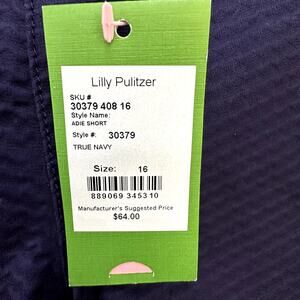 Lilly Pulitzer
SKU #
30379 408 16
Style Name:
ADIE SHORT
Style #: 30379
TRUE NAVY
Size: 16
889069 345310
Manufacturer's Suggested Price
$64.00